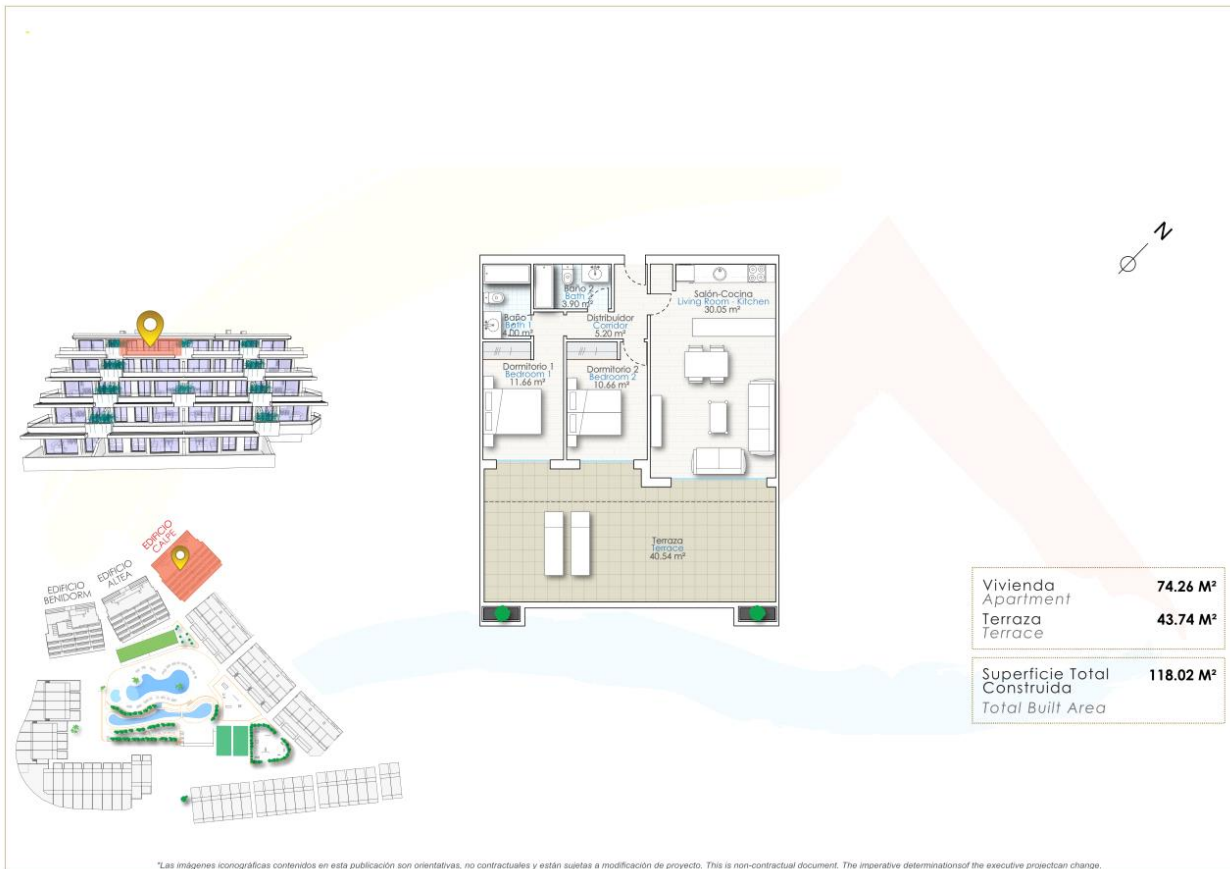 N
Baño 2
Bath 2
3.90 m²
Baño 1
Bath 1
4.00 m²
Distribuidor
Corridor
5.20 m²
Salón-Cocina
Living Room - Kitchen
30.05 m²
Dormitorio 1
Bedroom 1
11.66 m²
Dormitorio 2
Bedroom 2
10.66 m²
Terraza
Terrace
40.54 m²
EDIFICIO
CALPE
EDIFICIO
ALTEA
EDIFICIO
BENIDORM
Vivienda 74.26 M²
Apartment
Terraza 43.74 M²
Terrace
Superficie Total 118.02 M²
Construida
Total Built Area
"Las imágenes iconográficas contenidos en esta publicación son orientativas, no contractuales y están sujetas a modificación de proyecto. This is non-contractual document. The imperative determinationsof the executive projectcan change.